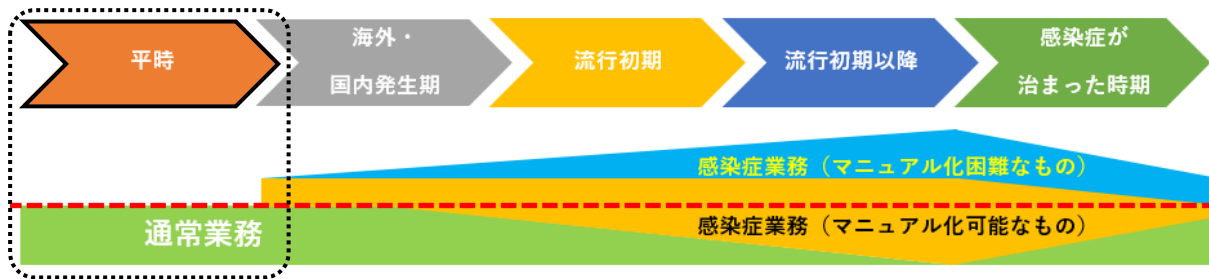 平時
海外・
国内発生期
流行初期
流行初期以降
感染症が
治まった時期
感染症業務（マニュアル化困難なもの）
通常業務
感染症業務（マニュアル化可能なもの）